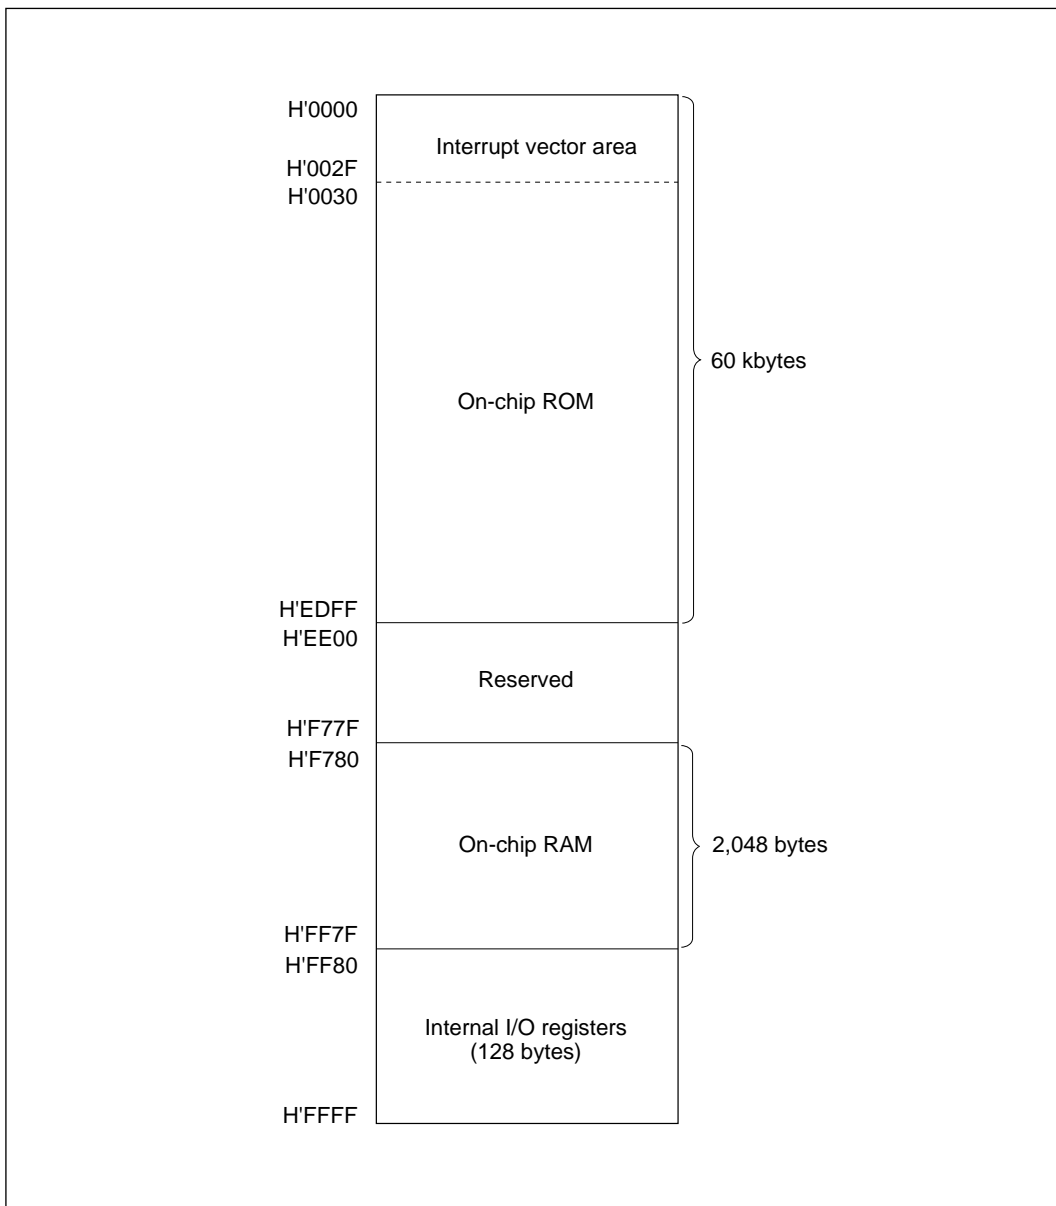 H'0000
Interrupt vector area
H'002F
H'0030
60 kbytes
On-chip ROM
H'EDFF
H'EE00
Reserved
H'F77F
H'F780
On-chip RAM
2,048 bytes
H'FF7F
H'FF80
Internal I/O registers
(128 bytes)
H'FFFF